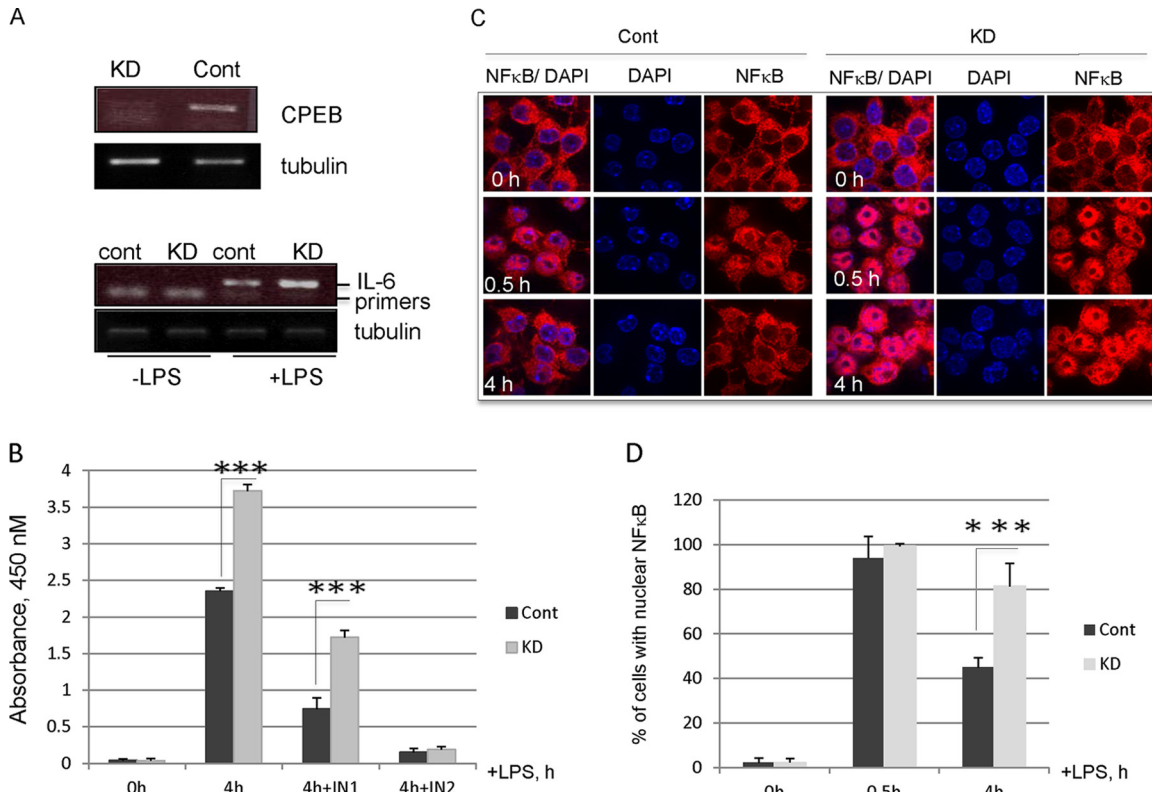 A
KD Cont
CPEB
tubulin
cont KD cont KD
IL-6
primers
tubulin
-LPS +LPS
C
Cont KD
NFκB/ DAPI DAPI NFκB NFκB/ DAPI DAPI NFκB
0 h 0 h
0.5 h 0.5 h
4 h 4 h
B
Absorbance, 450 nM
4
3.5
3
2.5
2
1.5
1
0.5
0
***
***
Cont
KD
0h 4h 4h+IN1 4h+IN2
+LPS, h
D
% of cells with nuclear NFκB
120
100
80
60
40
20
0
***
Cont
KD
0h 0.5h 4h
+LPS, h